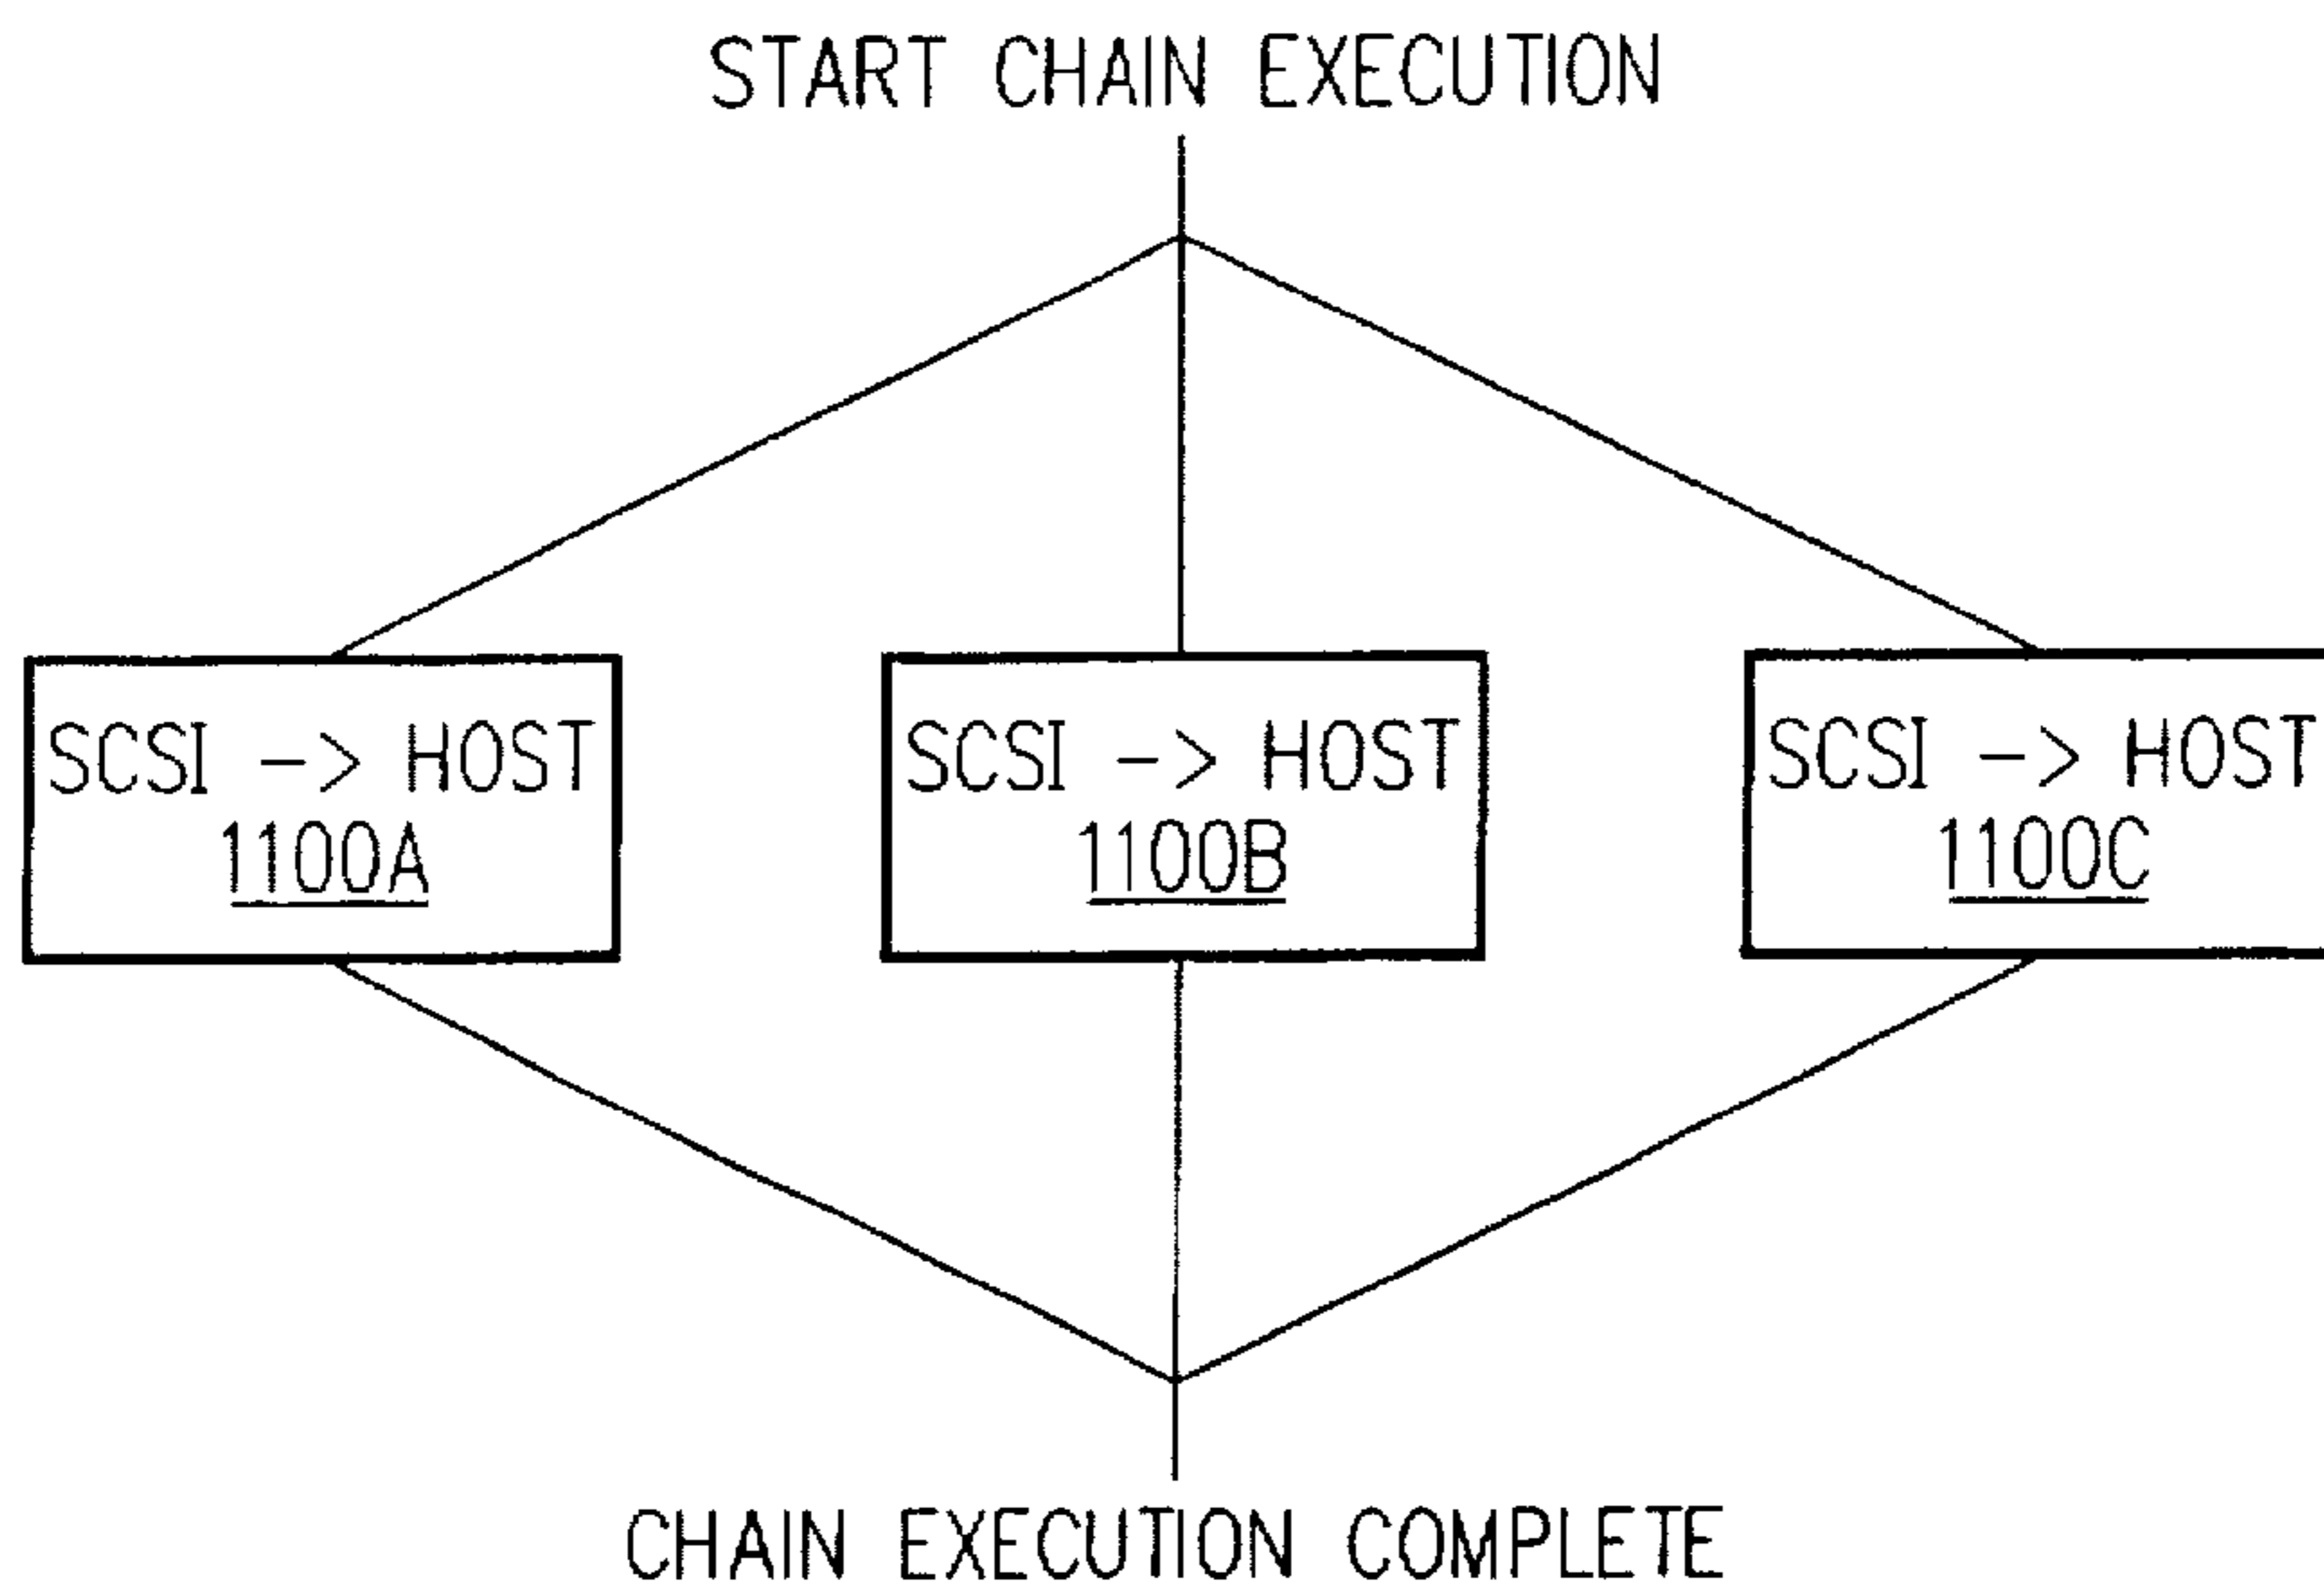 START CHAIN EXECUTION
SCSI -> HOST
1100A
SCSI -> HOST
1100B
SCSI -> HOST
1100C
CHAIN EXECUTION COMPLETE